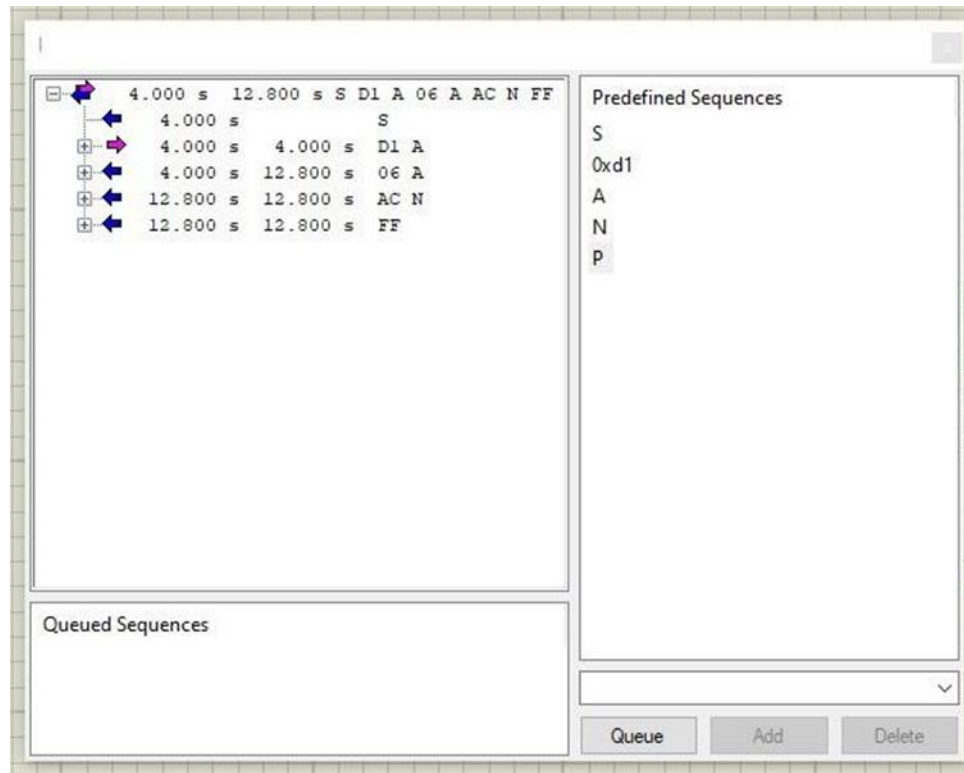 4.000 s 12.800 s S D1 A 06 A AC N FF
4.000 s S
4.000 s 4.000 s D1 A
4.000 s 12.800 s 06 A
12.800 s 12.800 s AC N
12.800 s 12.800 s FF
Predefined Sequences
S
0xd1
A
N
P
Queued Sequences
Queue Add Delete